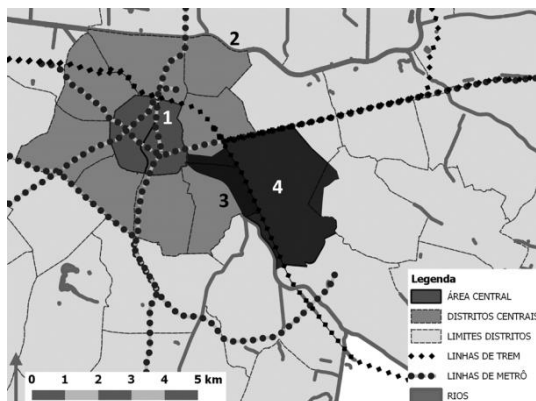 2
1
3
4
Legenda
ÁREA CENTRAL
DISTRITOS CENTRAIS
LIMITES DISTRITOS
LINHAS DE TREM
LINHAS DE METRÔ
RIOS
0 1 2 3 4 5 km